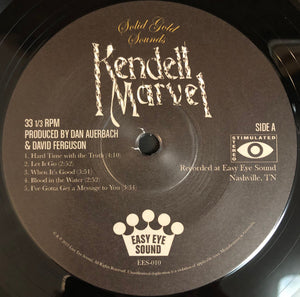 Solid Gold
Sounds
Kendell
Marvel
33 1/3 RPM
PRODUCED BY DAN AUERBACH
& DAVID FERGUSON
1. Hard Time with the Truth (4:10)
2. Let It Go (2:52)
3. When It's Good (3:51)
4. Blood in the Water (2:52)
5. I've Gotta Get a Message to You (3:34)
SIDE A
STEREO
STIMULATED
Recorded at Easy Eye Sound
Nashville, TN
EASY EYE
SOUND
EES-010